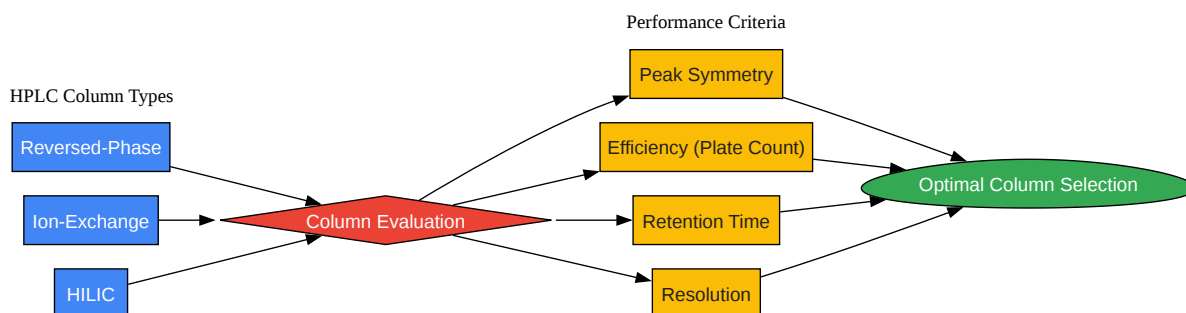 HPLC Column Types
Reversed-Phase
Ion-Exchange
HILIC
Column Evaluation
Performance Criteria
Peak Symmetry
Efficiency (Plate Count)
Retention Time
Resolution
Optimal Column Selection